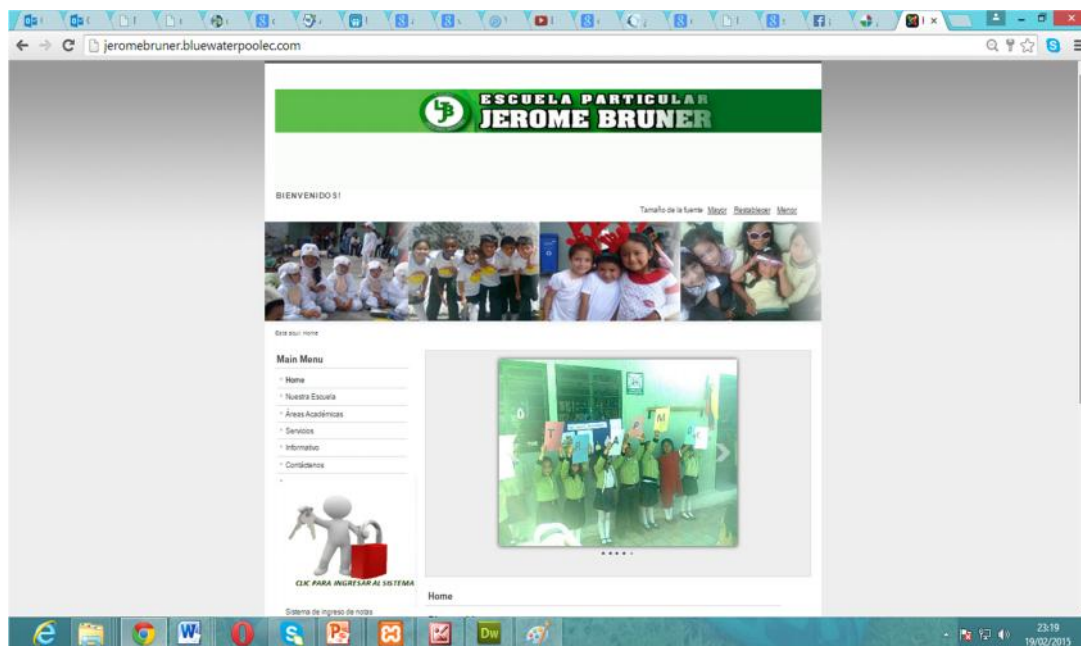 jeromebruner.bluewaterpoolec.com
LJB
ESCUELA PARTICULAR
JEROME BRUNER
BIENVENIDOS!
Tamaño de la fuente Mayor Restablecer Menor
Home
Main Menu
Home
Nuestra Escuela
Áreas Académicas
Servicios
Informativo
Contáctenos
CLIC PARA INGRESAR AL SISTEMA
Home
Sistema de ingreso de notas
23:19
19/02/2015